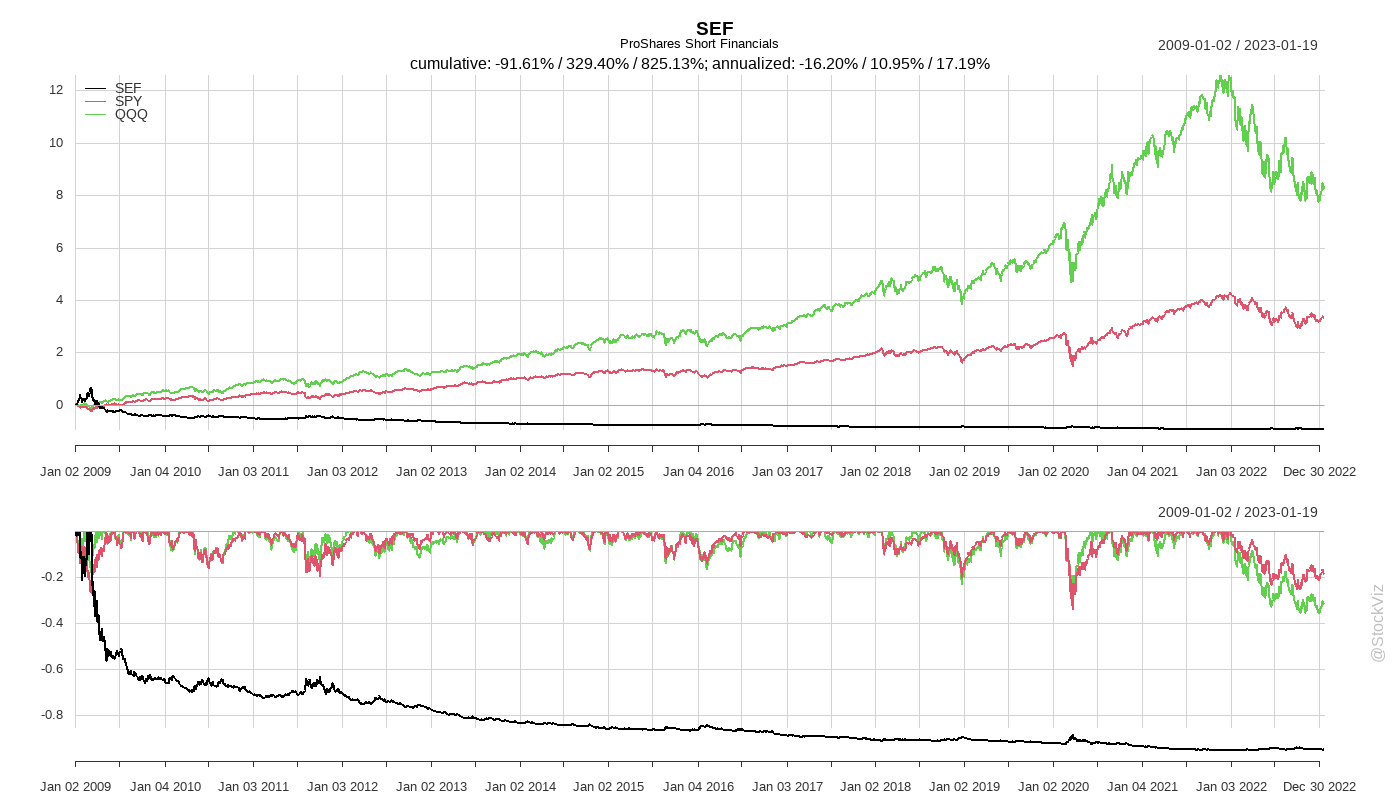 SEF
ProShares Short Financials
2009-01-02 / 2023-01-19
cumulative: -91.61% / 329.40% / 825.13%; annualized: -16.20% / 10.95% / 17.19%
SEF
SPY
QQQ
12
10
8
6
4
2
0
Jan 02 2009 Jan 04 2010 Jan 03 2011 Jan 03 2012 Jan 02 2013 Jan 02 2014 Jan 02 2015 Jan 04 2016 Jan 03 2017 Jan 02 2018 Jan 02 2019 Jan 02 2020 Jan 04 2021 Jan 03 2022 Dec 30 2022
2009-01-02 / 2023-01-19
-0.2
-0.4
-0.6
-0.8
Jan 02 2009 Jan 04 2010 Jan 03 2011 Jan 03 2012 Jan 02 2013 Jan 02 2014 Jan 02 2015 Jan 04 2016 Jan 03 2017 Jan 02 2018 Jan 02 2019 Jan 02 2020 Jan 04 2021 Jan 03 2022 Dec 30 2022
@StockViz